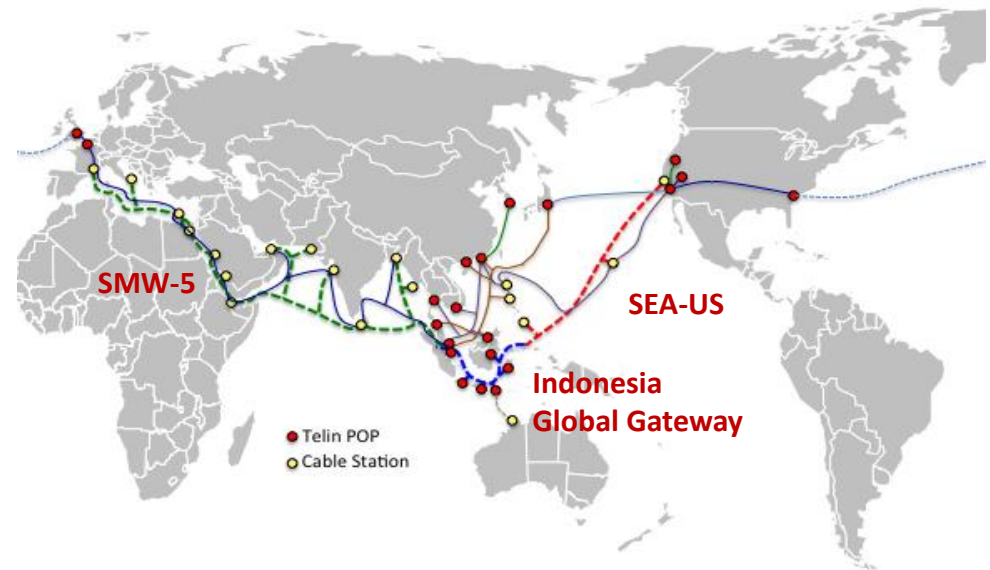 SMW-5
SEA-US
Indonesia
Global Gateway
Telin POP
Cable Station